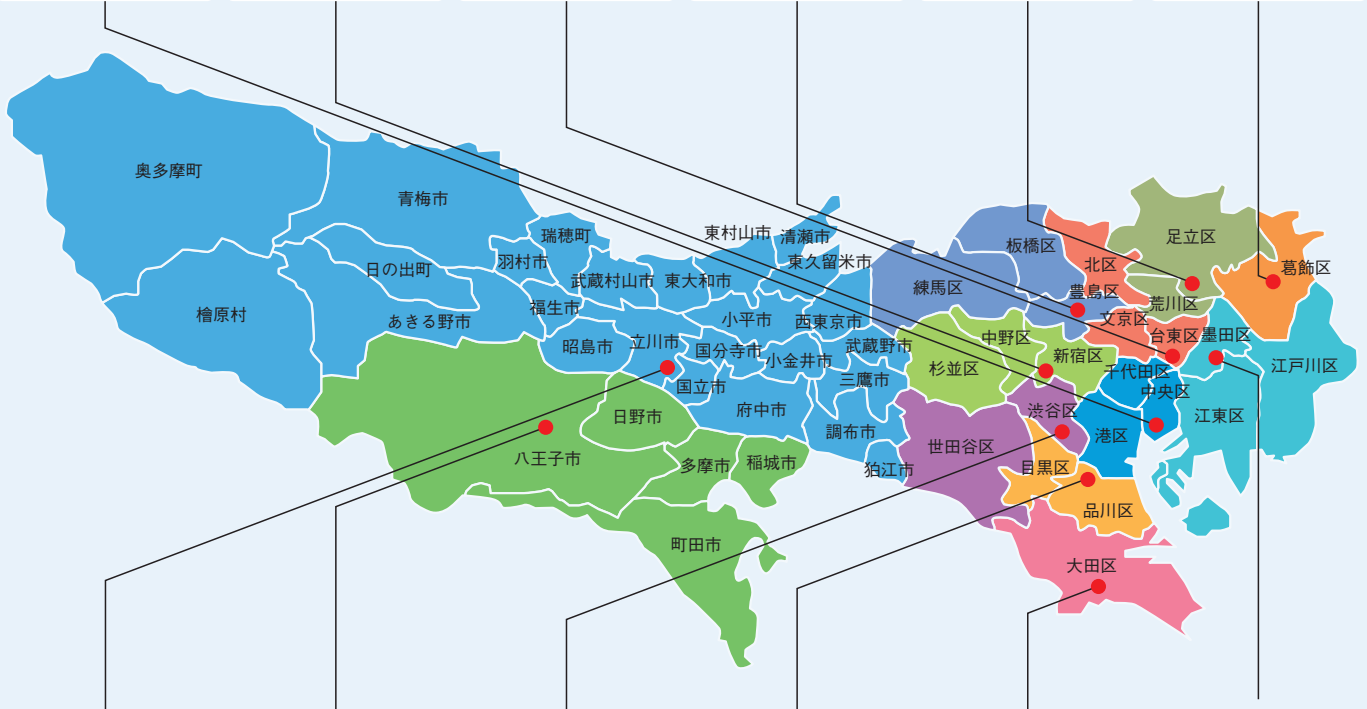 奥多摩町
青梅市
瑞穂町
羽村市
日の出町
檜原村
あきる野市
福生市
武蔵村山市
東大和市
東村山市
清瀬市
東久留米市
昭島市
立川市
小平市
西東京市
国分寺市
小金井市
武蔵野市
国立市
三鷹市
府中市
調布市
狛江市
日野市
八王子市
多摩市
稲城市
町田市
板橋区
練馬区
北区
豊島区
足立区
葛飾区
荒川区
文京区
台東区
墨田区
江戸川区
中野区
杉並区
新宿区
千代田区
中央区
江東区
渋谷区
港区
世田谷区
目黒区
品川区
大田区